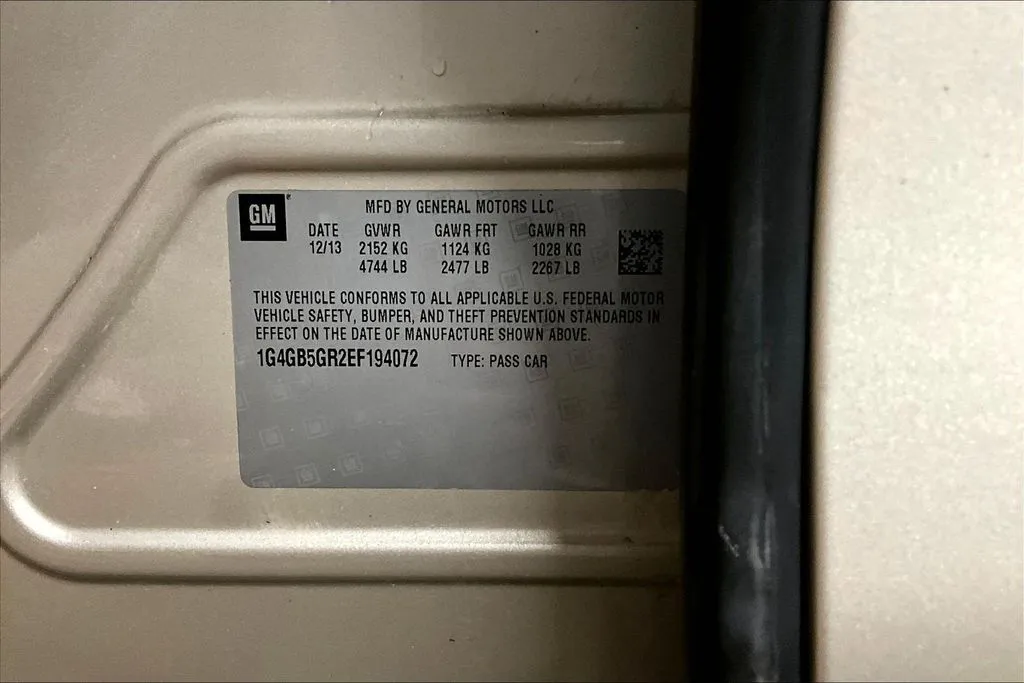 GM
MFD BY GENERAL MOTORS LLC
DATE GVWR GAWR FRT GAWR RR
12/13 2152 KG 1124 KG 1028 KG
4744 LB 2477 LB 2267 LB
THIS VEHICLE CONFORMS TO ALL APPLICABLE U.S. FEDERAL MOTOR
VEHICLE SAFETY, BUMPER, AND THEFT PREVENTION STANDARDS IN
EFFECT ON THE DATE OF MANUFACTURE SHOWN ABOVE.
1G4GB5GR2EF194072 TYPE: PASS CAR